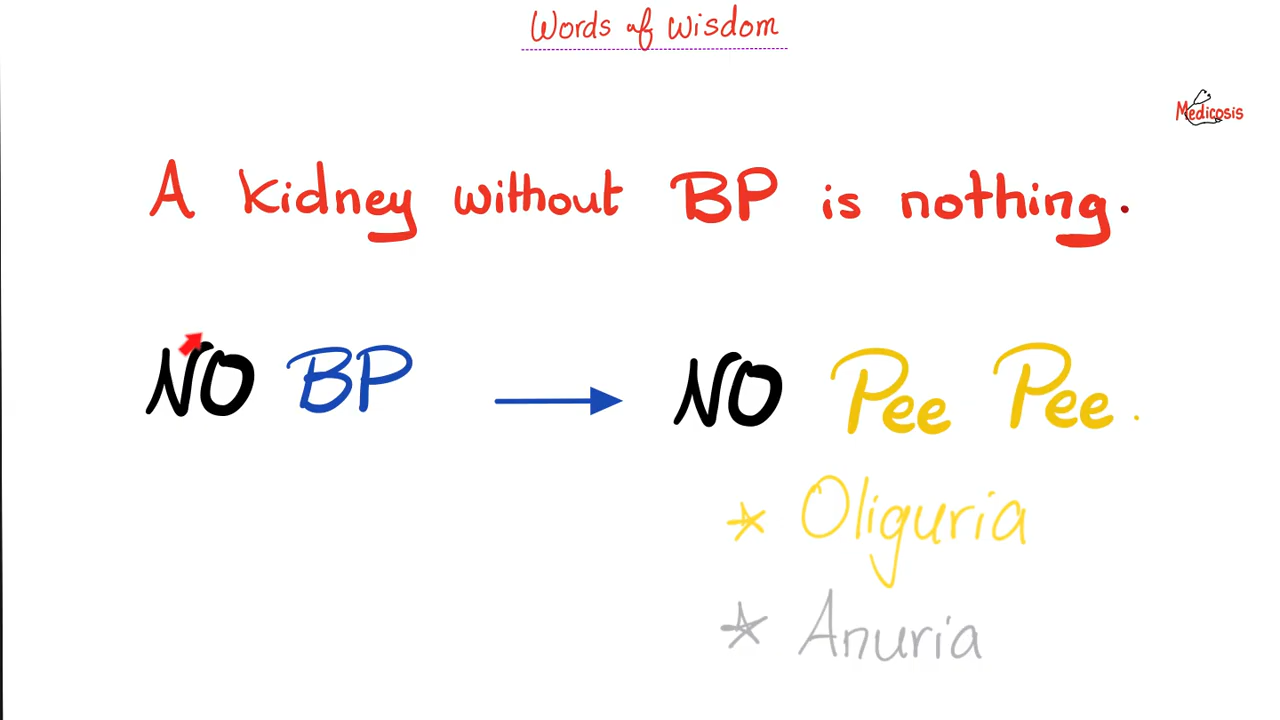 Words of Wisdom
Medicosis
A kidney without BP is nothing.
NO BP → NO Pee Pee.
* Oliguria
* Anuria